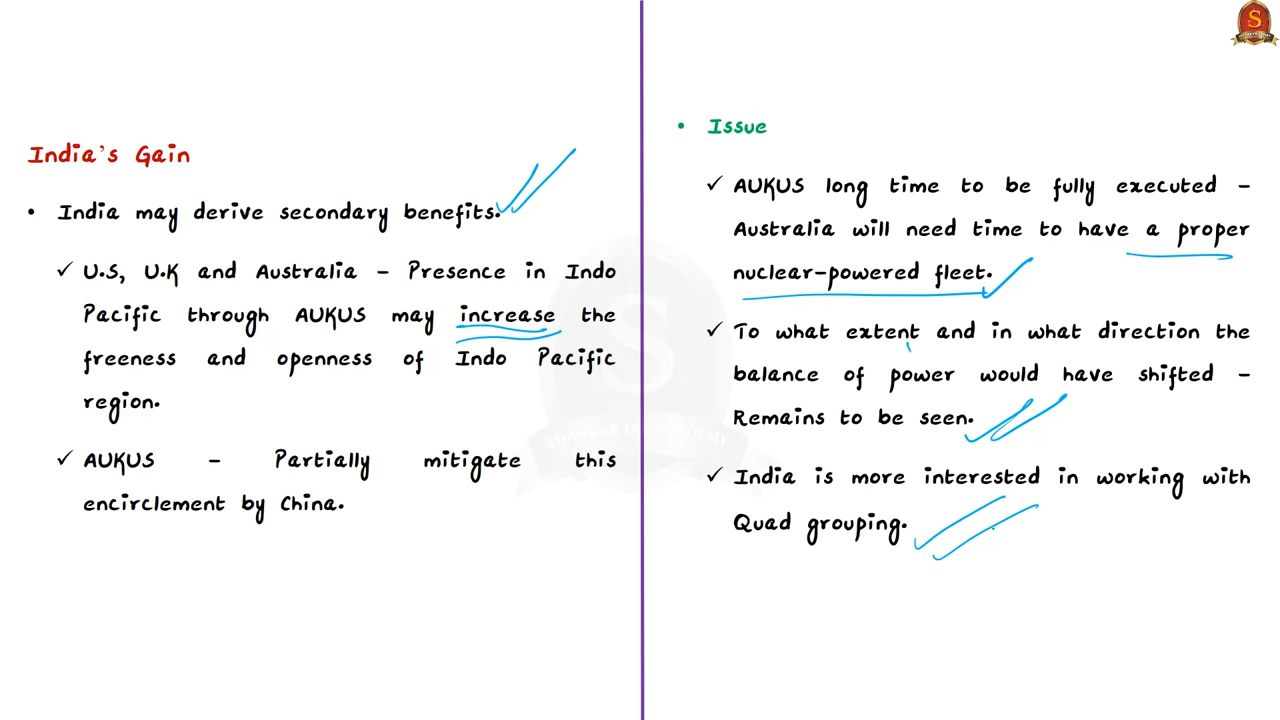 India's Gain
• India may derive secondary benefits.
✓ U.S, U.K and Australia – Presence in Indo
Pacific through AUKUS may increase the
freeness and openness of Indo Pacific
region.
✓ AUKUS – Partially mitigate this
encirclement by China.
• Issue
✓ AUKUS long time to be fully executed –
Australia will need time to have a proper
nuclear-powered fleet.
✓ To what extent and in what direction the
balance of power would have shifted –
Remains to be seen.
✓ India is more interested in working with
Quad grouping.
S
SHANKAR IAS ACADEMY